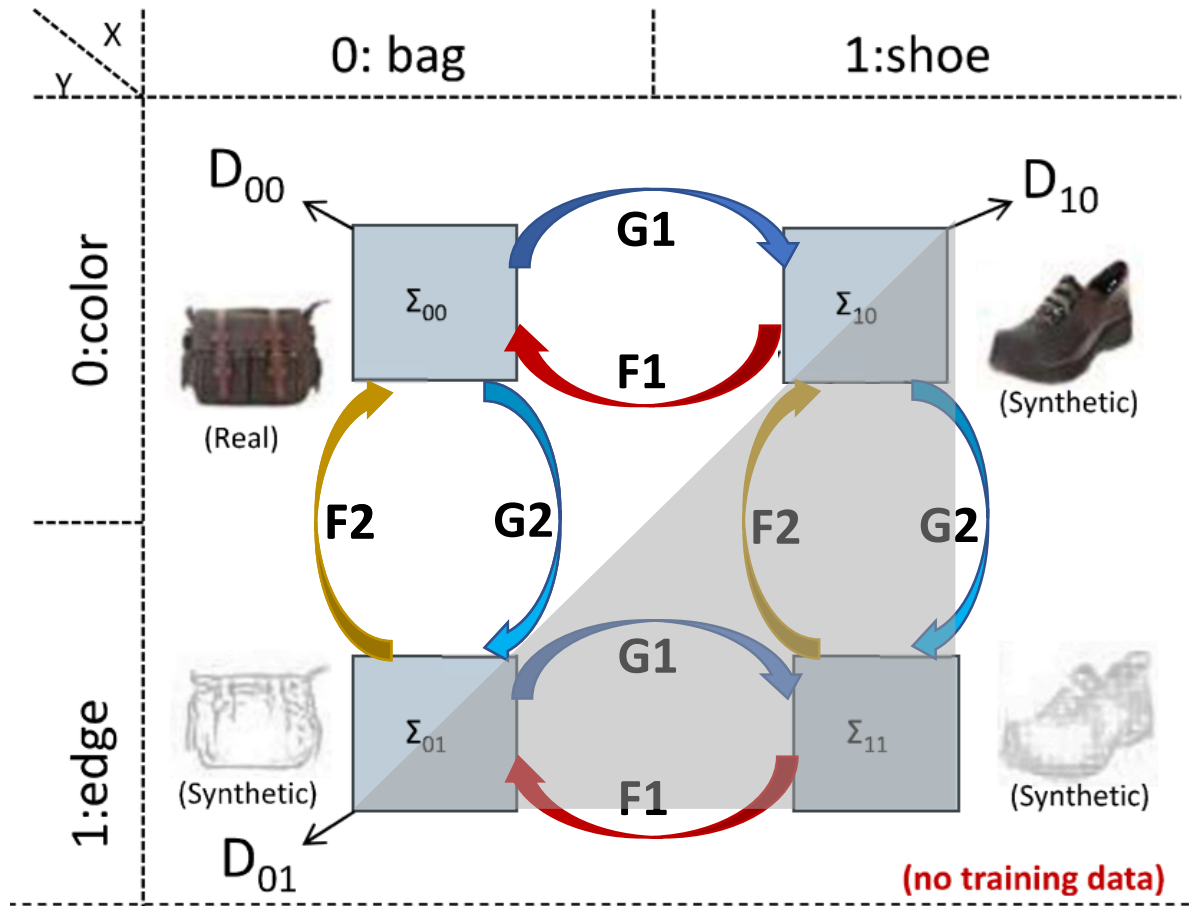 X
Y
0: bag
1:shoe
D00
D10
0:color
G1
Σ00
Σ10
F1
(Real)
(Synthetic)
F2
G2
F2
G2
1:edge
G1
Σ01
Σ11
(Synthetic)
F1
(Synthetic)
D01
(no training data)